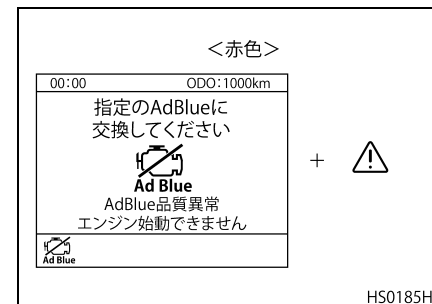 ＜赤色＞
00:00 ODO:1000km
指定のAdBlueに
交換してください
Ad Blue
AdBlue品質異常
エンジン始動できません
Ad Blue
+
HS0185H